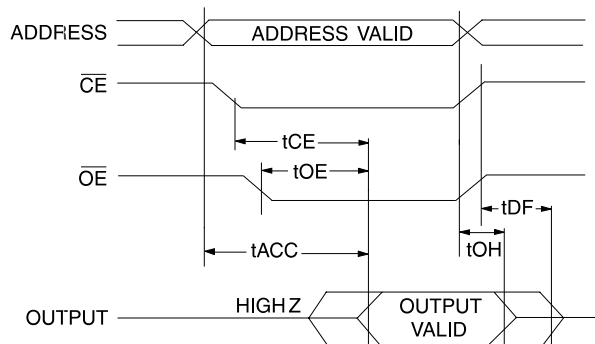 ADDRESS
ADDRESS VALID
CE
tCE
tOE
OE
tDF
tACC
tOH
HIGH Z
OUTPUT
OUTPUT
VALID